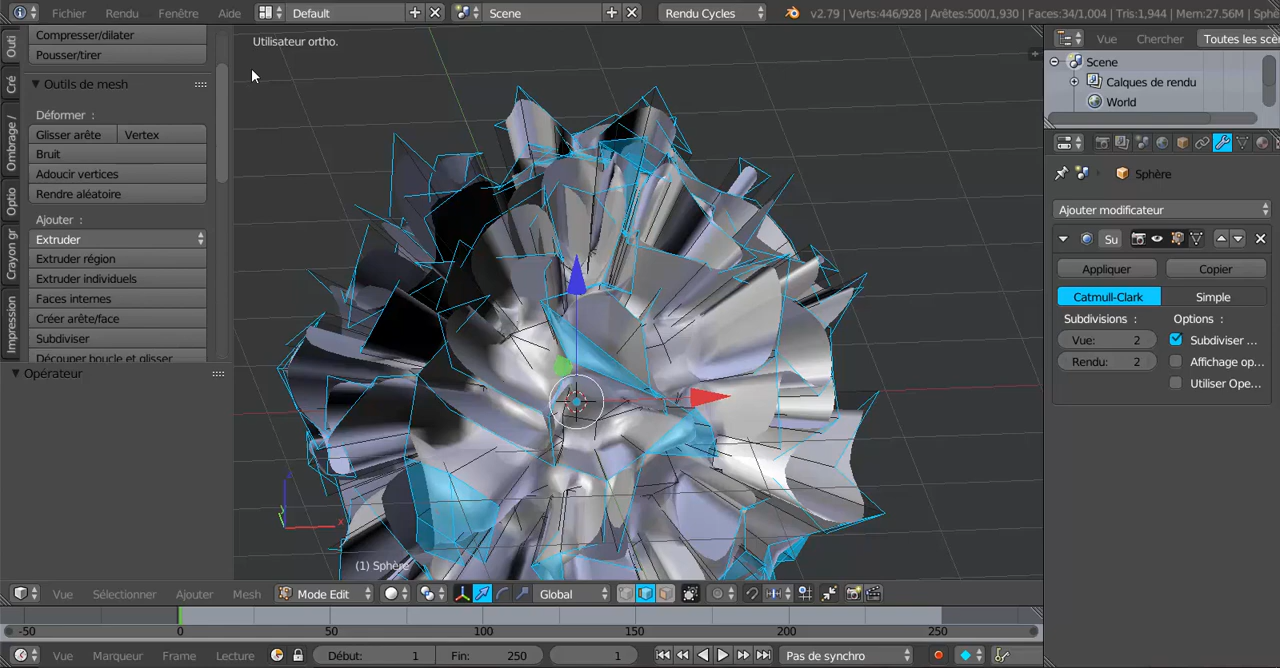 Fichier Rendu Fenêtre Aide Default Scene Rendu Cycles v2.79 | Verts:446/928 | Arêtes:500/1,930 | Faces:34/1,004 | Tris:1,944 | Mem:27.56M | Sphè
Outi
Cré
Ombrage /
Optio
Crayon gr
Impression
Compresser/dilater
Pousser/tirer
Outils de mesh
Déformer :
Glisser arête Vertex
Bruit
Adoucir vertices
Rendre aléatoire
Ajouter :
Extruder
Extruder région
Extruder individuels
Faces internes
Créer arête/face
Subdiviser
Découper boucle et glisser
Opérateur
Utilisateur ortho.
z
x
(1) Sphère
Vue Sélectionner Ajouter Mesh Mode Edit Global
-50 0 50 100 150 200 250
Vue Marqueur Frame Lecture Début: 1 Fin: 250 1 Pas de synchro
Vue Chercher Toutes les scè
Scene
Calques de rendu
World
Sphère
Ajouter modificateur
Su
Appliquer Copier
Catmull-Clark Simple
Subdivisions : Options :
Vue: 2 Subdiviser ...
Rendu: 2 Affichage op...
Utiliser Ope...